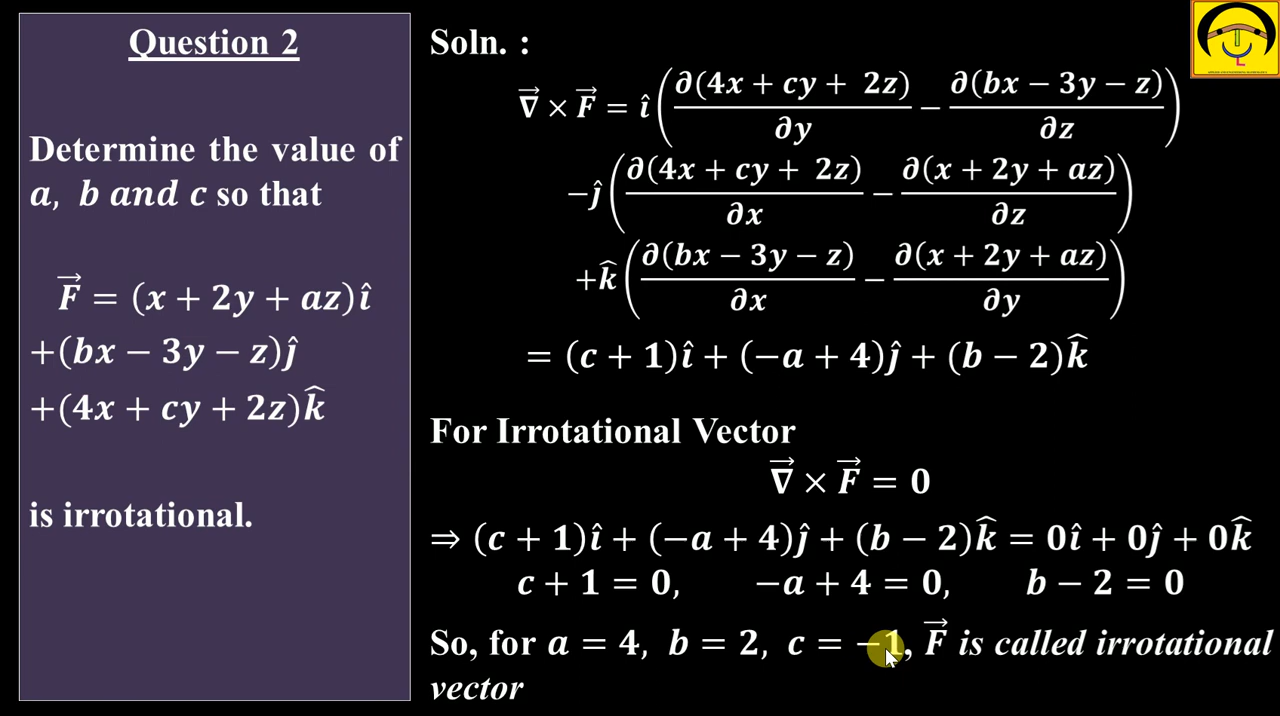 Question 2
Determine the value of
a, b and c so that
F⃗ = (x + 2y + az)î
+(bx − 3y − z)ĵ
+(4x + cy + 2z)k̂
is irrotational.
Soln. :
∇⃗ × F⃗ = î(∂(4x + cy + 2z)/∂y − ∂(bx − 3y − z)/∂z)
−ĵ(∂(4x + cy + 2z)/∂x − ∂(x + 2y + az)/∂z)
+k̂(∂(bx − 3y − z)/∂x − ∂(x + 2y + az)/∂y)
= (c + 1)î + (−a + 4)ĵ + (b − 2)k̂
For Irrotational Vector
∇⃗ × F⃗ = 0
⇒ (c + 1)î + (−a + 4)ĵ + (b − 2)k̂ = 0î + 0ĵ + 0k̂
c + 1 = 0, −a + 4 = 0, b − 2 = 0
So, for a = 4, b = 2, c = −1, F⃗ is called irrotational
vector